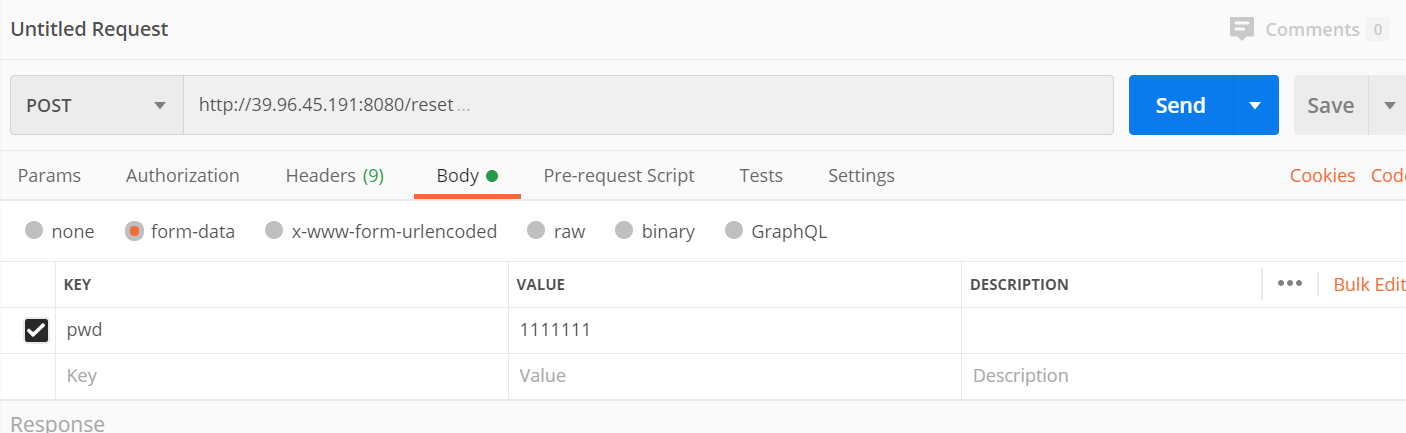 Untitled Request
Comments 0
POST http://39.96.45.191:8080/reset ... Send Save
Params Authorization Headers (9) Body Pre-request Script Tests Settings Cookies Code
none form-data x-www-form-urlencoded raw binary GraphQL
KEY VALUE DESCRIPTION ••• Bulk Edit
pwd 1111111
Key Value Description
Response